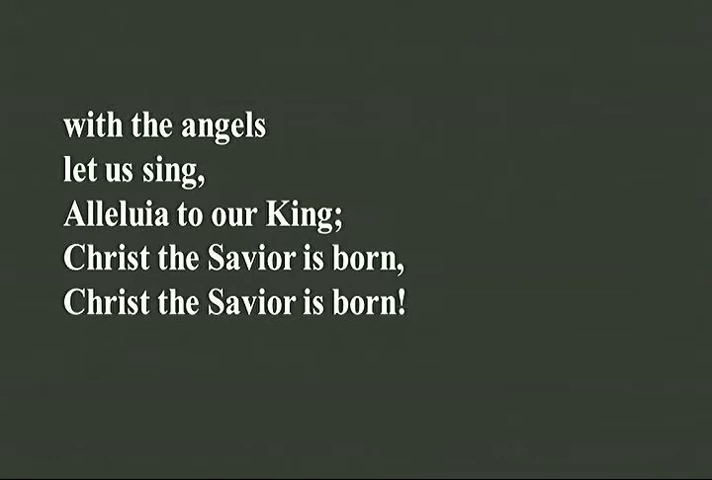 with the angels
let us sing,
Alleluia to our King;
Christ the Savior is born,
Christ the Savior is born!